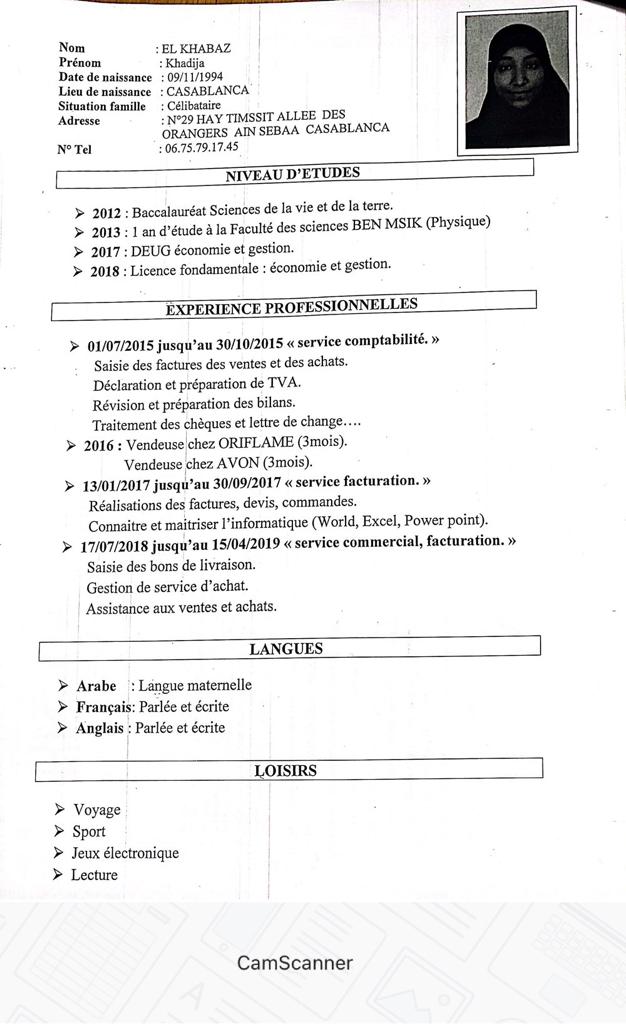 Nom : EL KHABAZ
Prénom : Khadija
Date de naissance : 09/11/1994
Lieu de naissance : CASABLANCA
Situation famille : Célibataire
Adresse : N°29 HAY TIMSSIT ALLEE DES
ORANGERS AIN SEBAA CASABLANCA
N° Tel : 06.75.79.17.45
NIVEAU D'ETUDES
➢ 2012 : Baccalauréat Sciences de la vie et de la terre.
➢ 2013 : 1 an d'étude à la Faculté des sciences BEN MSIK (Physique)
➢ 2017 : DEUG économie et gestion.
➢ 2018 : Licence fondamentale : économie et gestion.
EXPERIENCE PROFESSIONNELLES
➢ 01/07/2015 jusqu'au 30/10/2015 « service comptabilité. »
Saisie des factures des ventes et des achats.
Déclaration et préparation de TVA.
Révision et préparation des bilans.
Traitement des chèques et lettre de change….
➢ 2016 : Vendeuse chez ORIFLAME (3mois).
Vendeuse chez AVON (3mois).
➢ 13/01/2017 jusqu'au 30/09/2017 « service facturation. »
Réalisations des factures, devis, commandes.
Connaitre et maitriser l'informatique (World, Excel, Power point).
➢ 17/07/2018 jusqu'au 15/04/2019 « service commercial, facturation. »
Saisie des bons de livraison.
Gestion de service d'achat.
Assistance aux ventes et achats.
LANGUES
➢ Arabe : Langue maternelle
➢ Français: Parlée et écrite
➢ Anglais : Parlée et écrite
LOISIRS
➢ Voyage
➢ Sport
➢ Jeux électronique
➢ Lecture
CamScanner